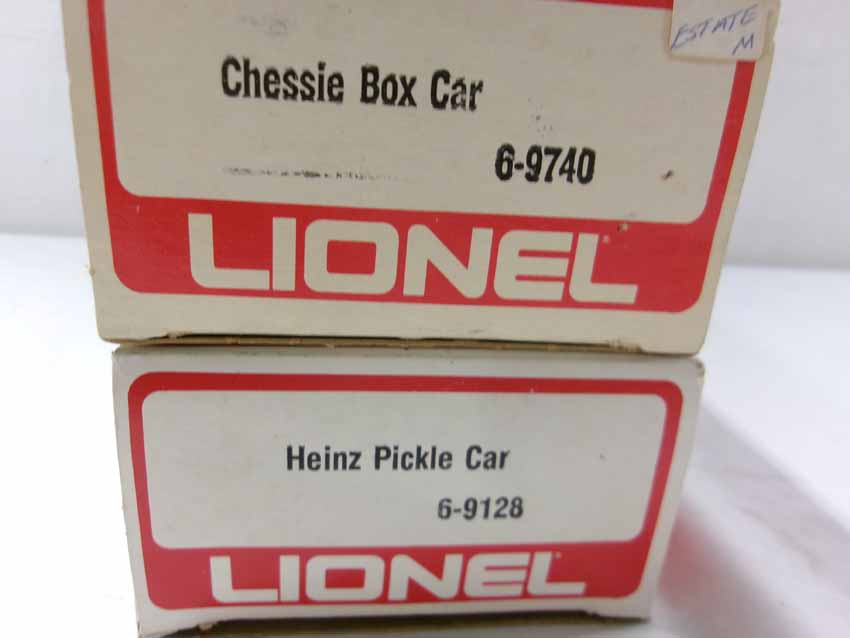 ESTATE
M
Chessie Box Car
6-9740
LIONEL
Heinz Pickle Car
6-9128
LIONEL